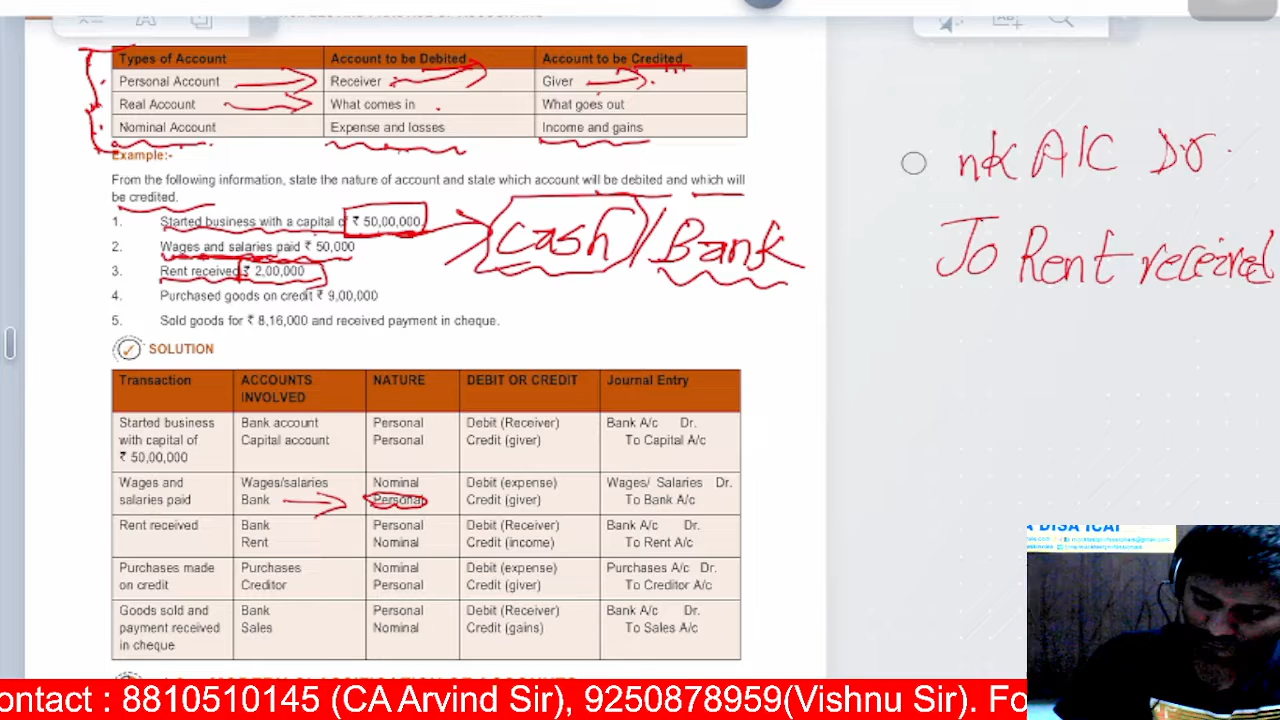 Types of Account Account to be Debited Account to be Credited
Personal Account Receiver Giver
Real Account What comes in What goes out
Nominal Account Expense and losses Income and gains
Example:-
From the following information, state the nature of account and state which account will be debited and which will
be credited.
1. Started business with a capital of ₹ 50,00,000
2. Wages and salaries paid ₹ 50,000
3. Rent received ₹ 2,00,000
4. Purchased goods on credit ₹ 9,00,000
5. Sold goods for ₹ 8,16,000 and received payment in cheque.
Cash/Bank
nk A/C Dr.
To Rent received
SOLUTION
Transaction ACCOUNTS INVOLVED NATURE DEBIT OR CREDIT Journal Entry
Started business Bank account Personal Debit (Receiver) Bank A/c Dr.
with capital of Capital account Personal Credit (giver) To Capital A/c
₹ 50,00,000
Wages and Wages/salaries Nominal Debit (expense) Wages/ Salaries Dr.
salaries paid Bank Personal Credit (giver) To Bank A/c
Rent received Bank Personal Debit (Receiver) Bank A/c Dr.
Rent Nominal Credit (income) To Rent A/c
Purchases made Purchases Nominal Debit (expense) Purchases A/c Dr.
on credit Creditor Personal Credit (giver) To Creditor A/c
Goods sold and Bank Personal Debit (Receiver) Bank A/c Dr.
payment received Sales Nominal Credit (gains) To Sales A/c
in cheque
DISA ICAI
ontact : 8810510145 (CA Arvind Sir), 9250878959(Vishnu Sir). Fo